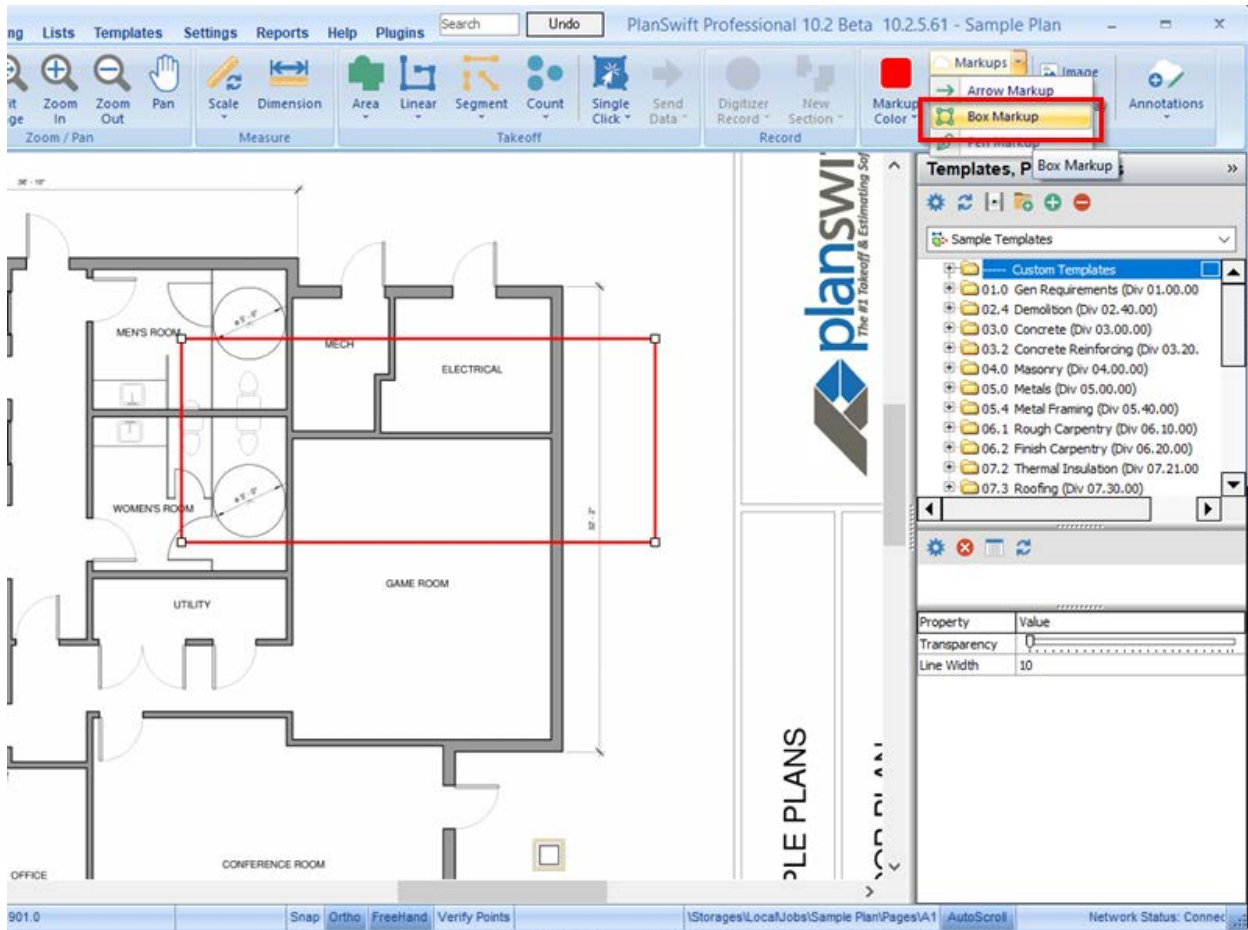 ng Lists Templates Settings Reports Help Plugins Search Undo PlanSwift Professional 10.2 Beta 10.2.5.61 - Sample Plan
Zoom In Zoom Out Pan Scale Dimension Area Linear Segment Count Single Click Send Data Digitizer Record New Section Markup Color Markups Image Annotations
Arrow Markup
Box Markup
Pen Markup
Zoom / Pan Measure Takeoff Record
Box Markup
Templates, P
Sample Templates
----- Custom Templates
01.0 Gen Requirements (Div 01.00.00
02.4 Demolition (Div 02.40.00)
03.0 Concrete (Div 03.00.00)
03.2 Concrete Reinforcing (Div 03.20.
04.0 Masonry (Div 04.00.00)
05.0 Metals (Div 05.00.00)
05.4 Metal Framing (Div 05.40.00)
06.1 Rough Carpentry (Div 06.10.00)
06.2 Finish Carpentry (Div 06.20.00)
07.2 Thermal Insulation (Div 07.21.00
07.3 Roofing (Div 07.30.00)
Property Value
Transparency
Line Width 10
MEN'S ROOM
MECH
ELECTRICAL
WOMEN'S ROOM
GAME ROOM
UTILITY
CONFERENCE ROOM
OFFICE
planswi
The #1 Takeoff & Estimating Sof
PLE PLANS
901.0 Snap Ortho FreeHand Verify Points \Storages\Local\Jobs\Sample Plan\Pages\A1 AutoScroll Network Status: Connec